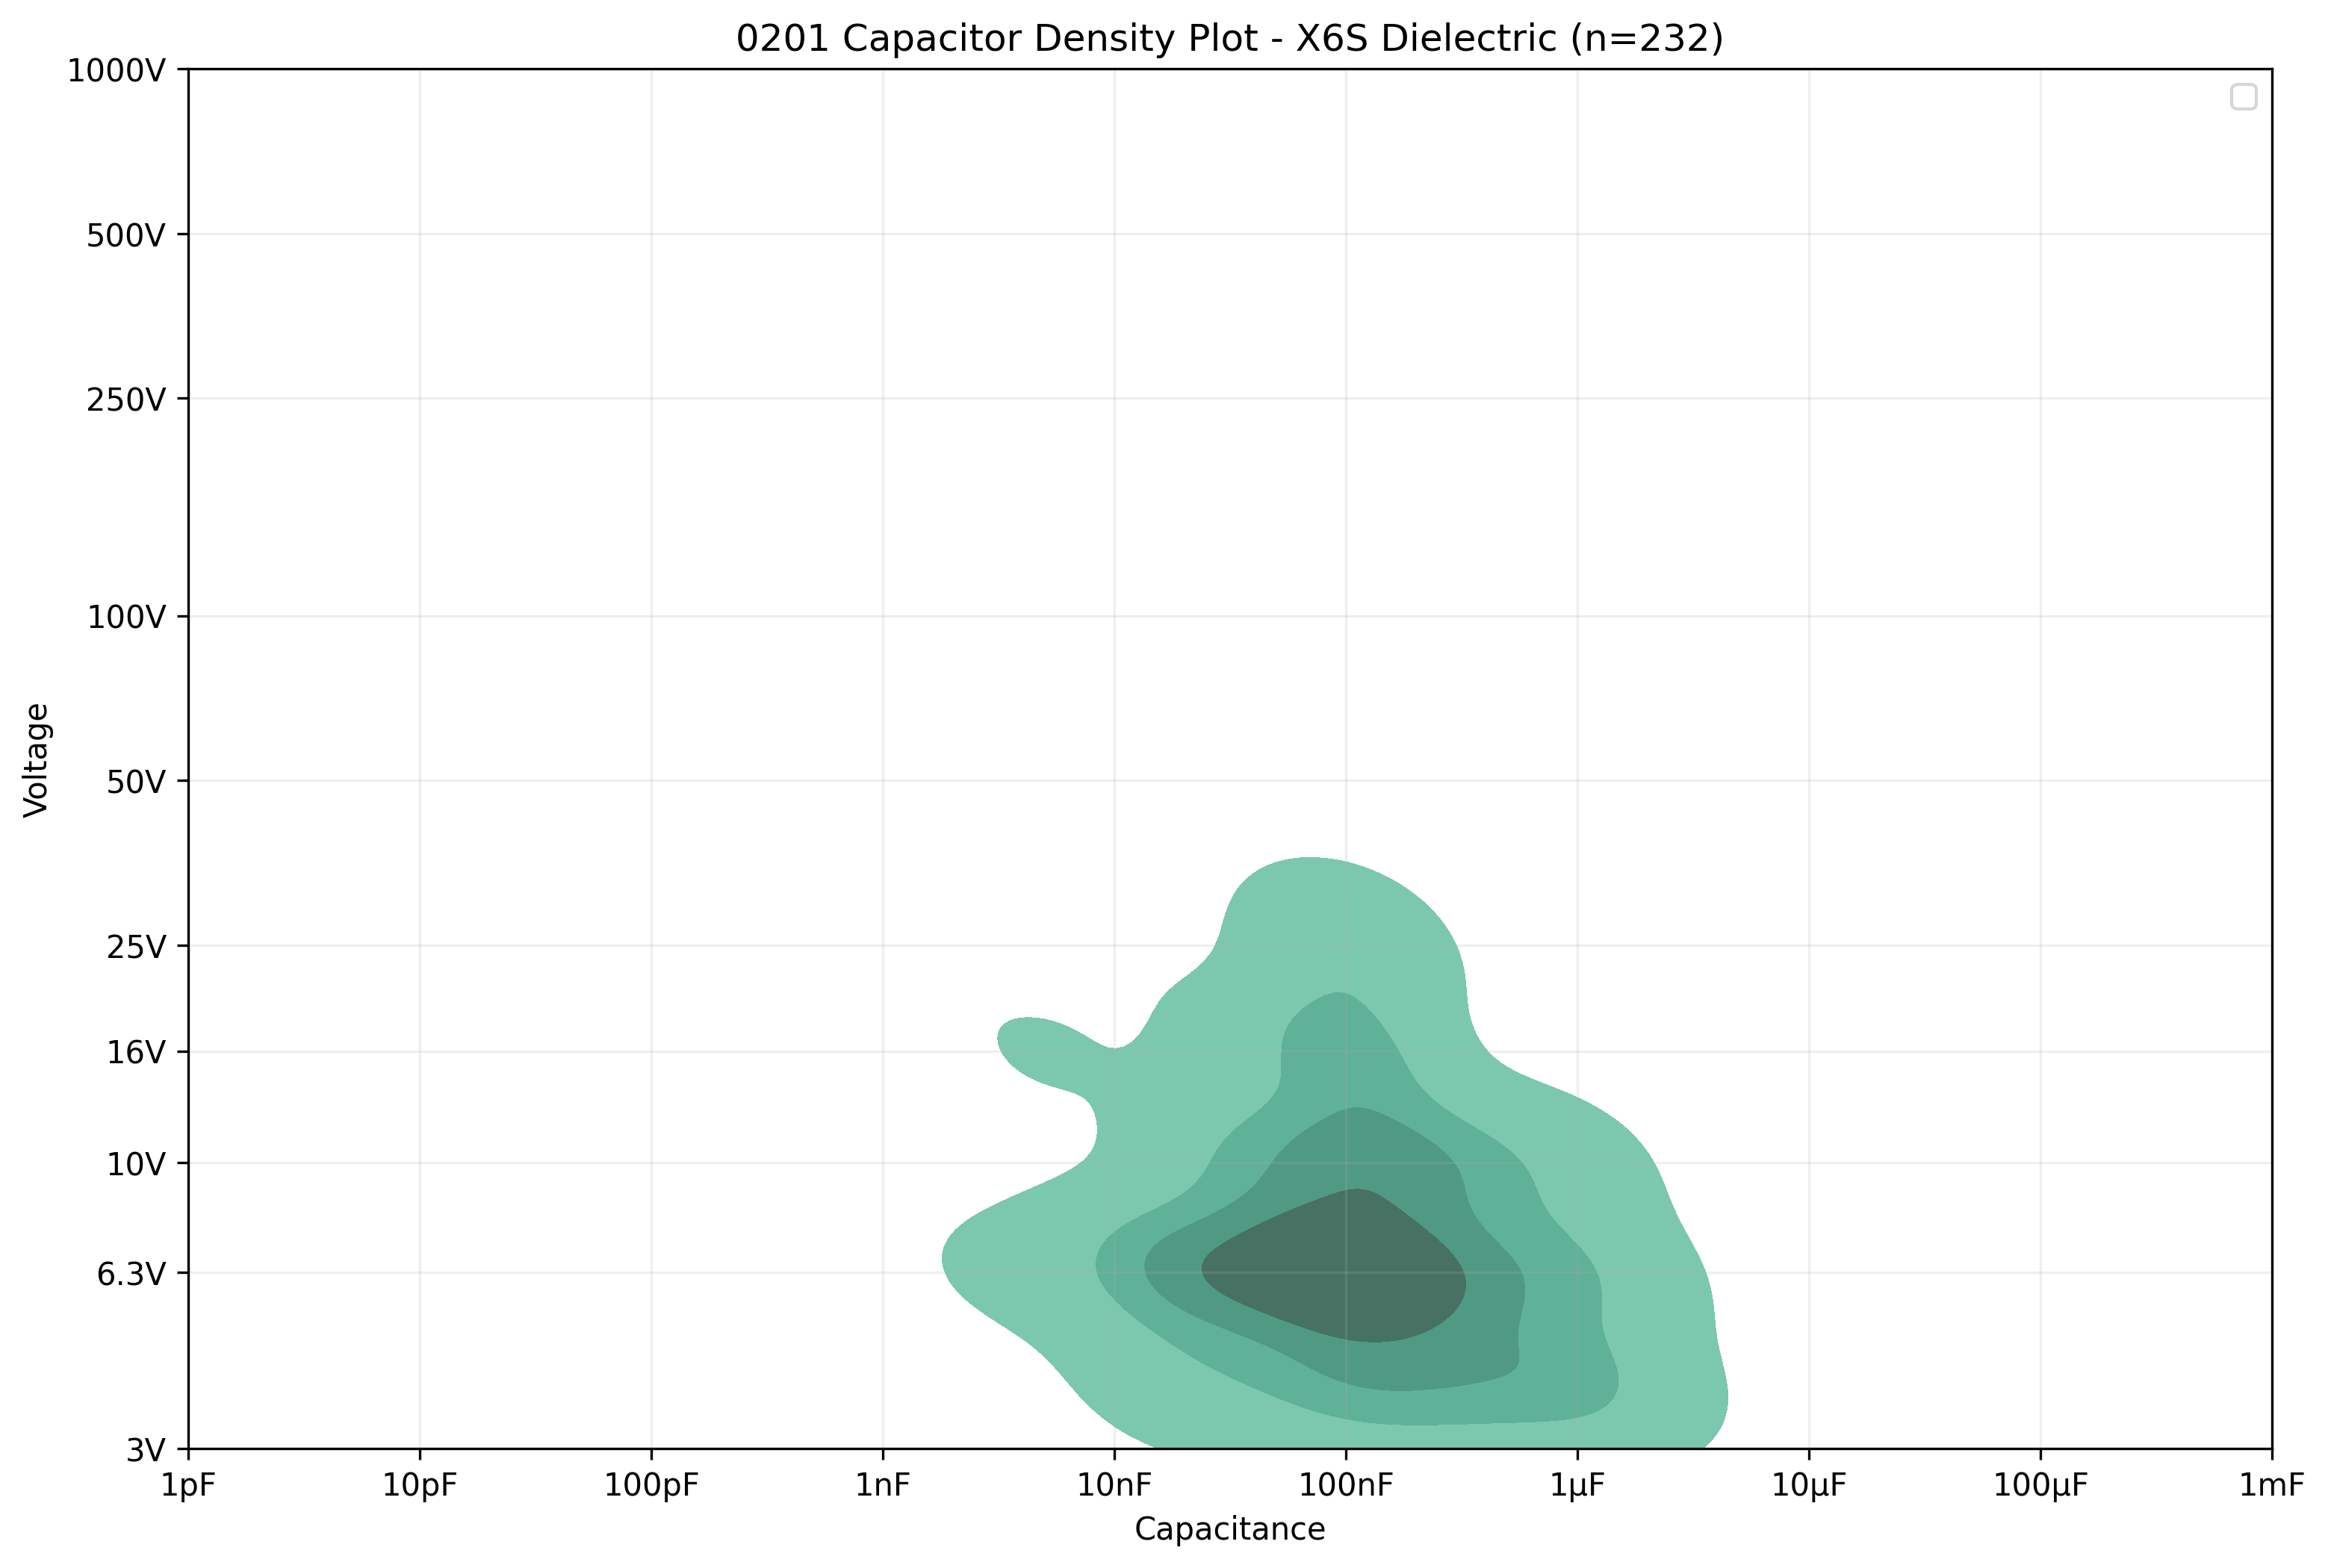 0201 Capacitor Density Plot - X6S Dielectric (n=232)
1000V
500V
250V
100V
50V
25V
16V
10V
6.3V
3V
Voltage
1pF
10pF
100pF
1nF
10nF
100nF
1µF
10µF
100µF
1mF
Capacitance